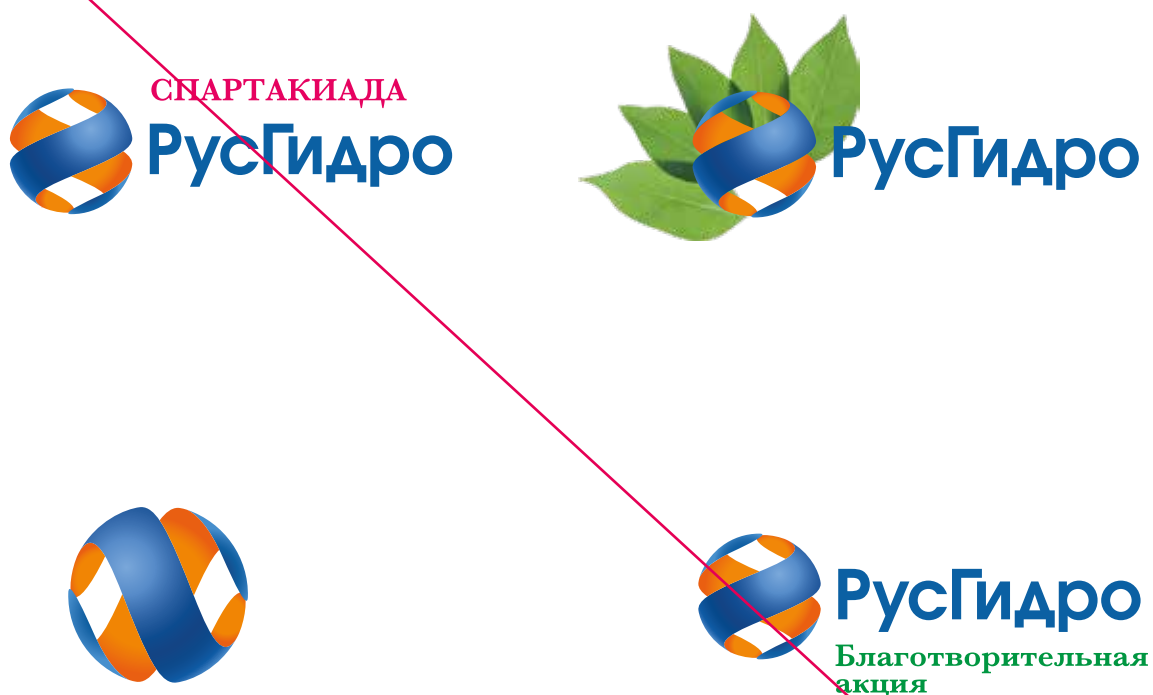 СПАРТАКИАДА
РусГидро
РусГидро
РусГидро
Благотворительная
акция